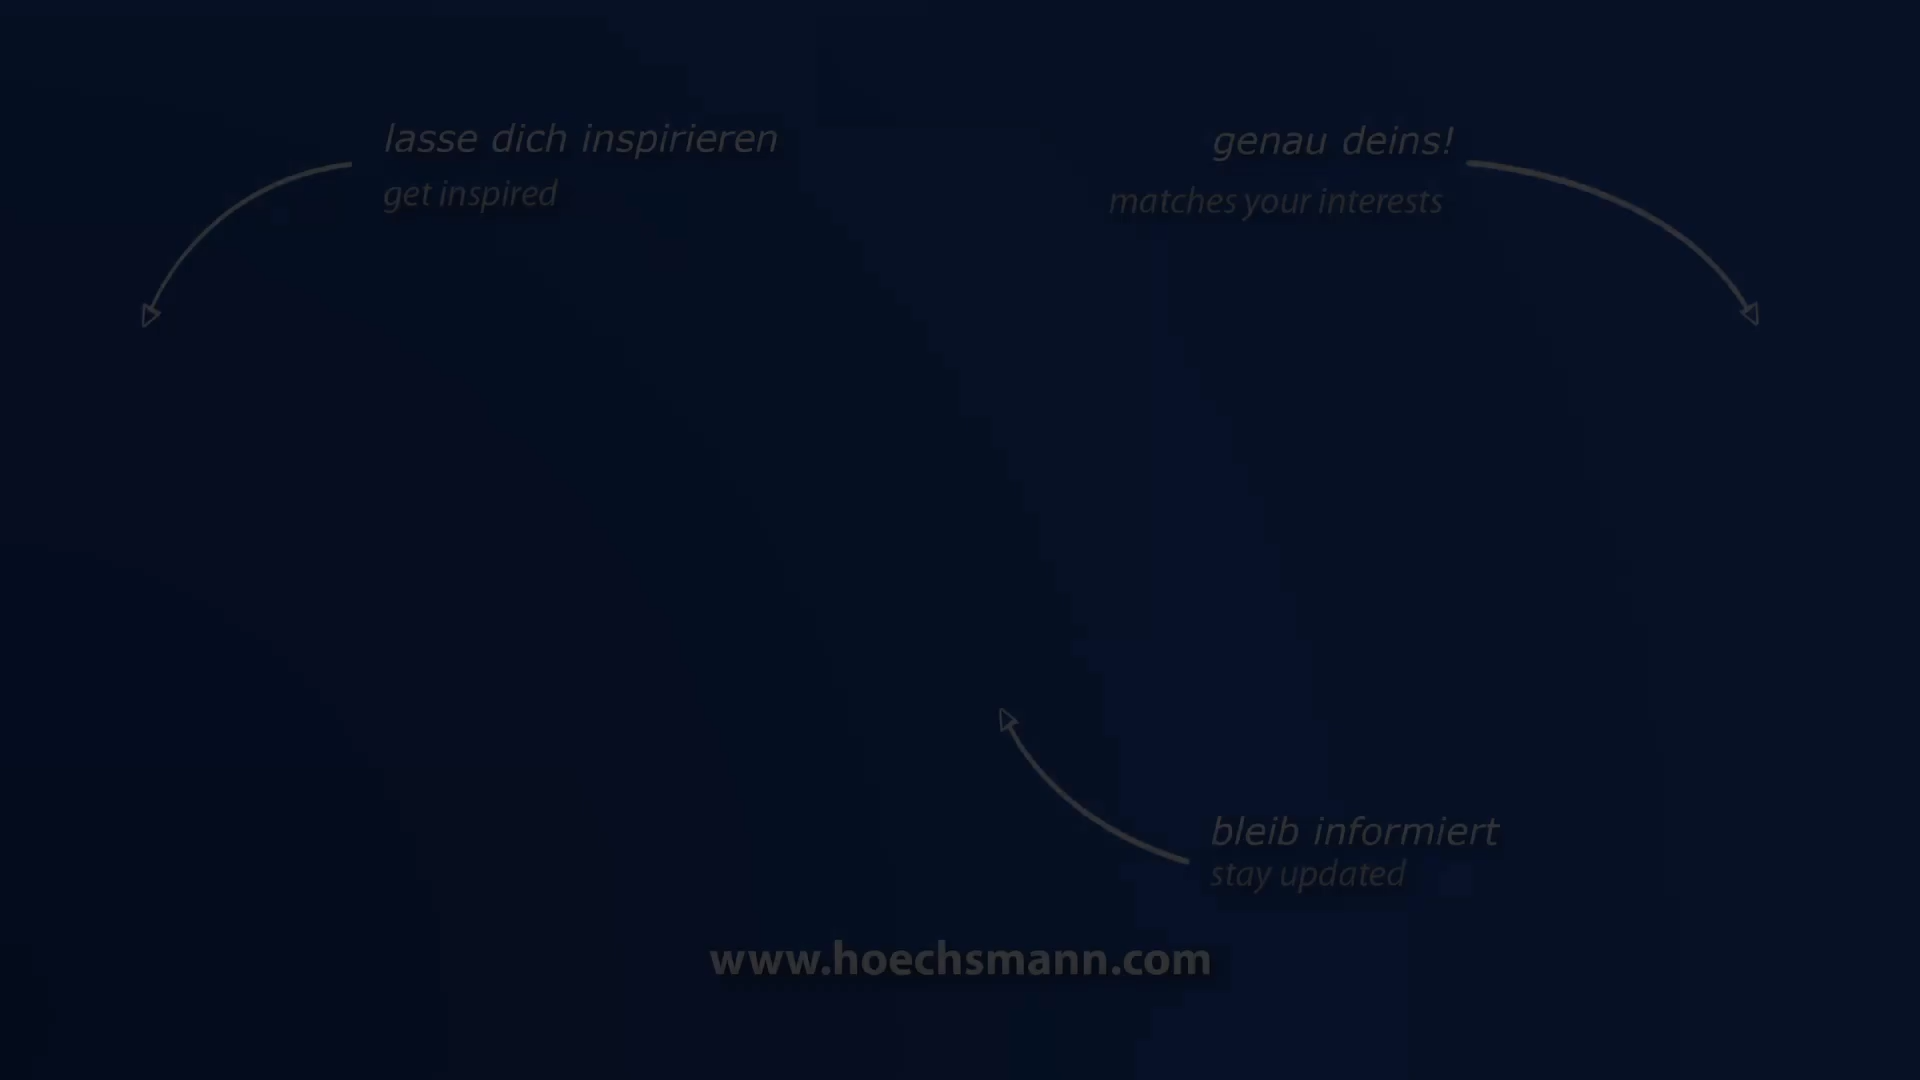 lasse dich inspirieren
get inspired
genau deins!
matches your interests
bleib informiert
stay updated
www.hoechsmann.com